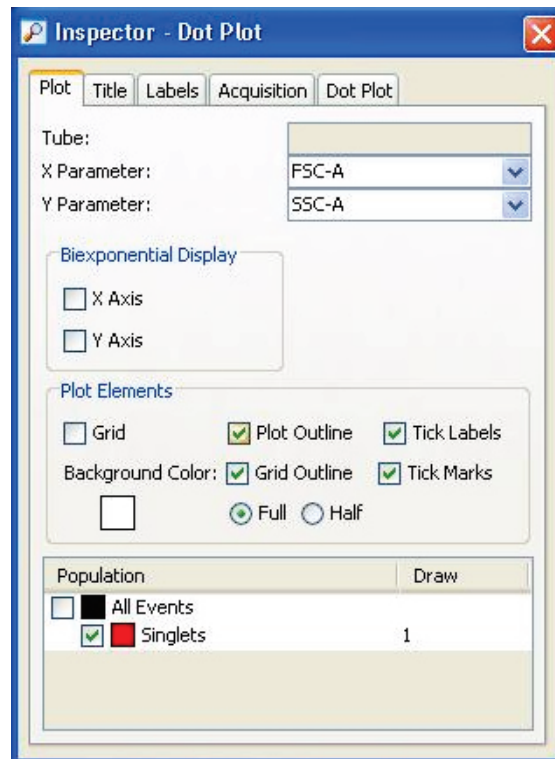 Inspector - Dot Plot
Plot Title Labels Acquisition Dot Plot
Tube:
X Parameter: FSC-A
Y Parameter: SSC-A
Biexponential Display
X Axis
Y Axis
Plot Elements
Grid Plot Outline Tick Labels
Background Color: Grid Outline Tick Marks
Full Half
Population Draw
All Events
Singlets 1